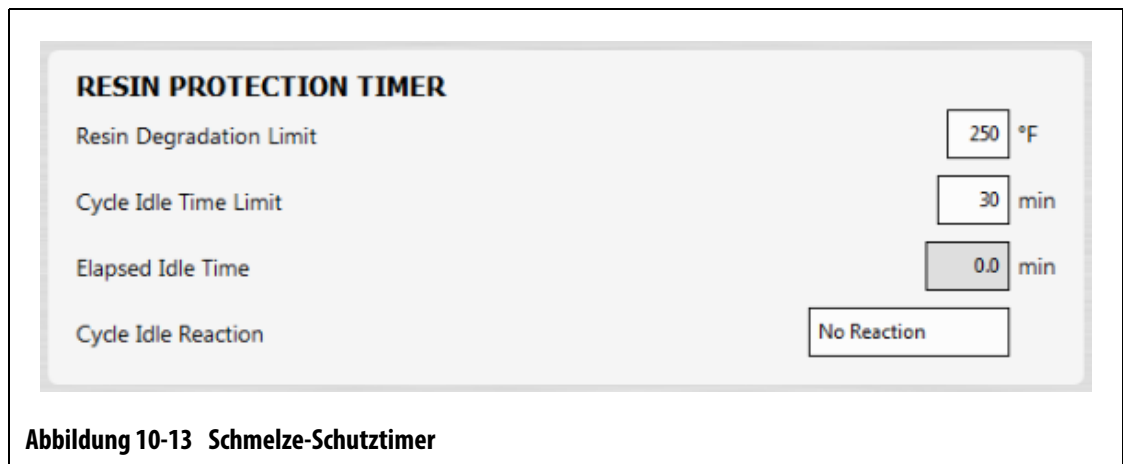 RESIN PROTECTION TIMER
Resin Degradation Limit 250 °F
Cycle Idle Time Limit 30 min
Elapsed Idle Time 0.0 min
Cycle Idle Reaction No Reaction
Abbildung 10-13 Schmelze-Schutztimer